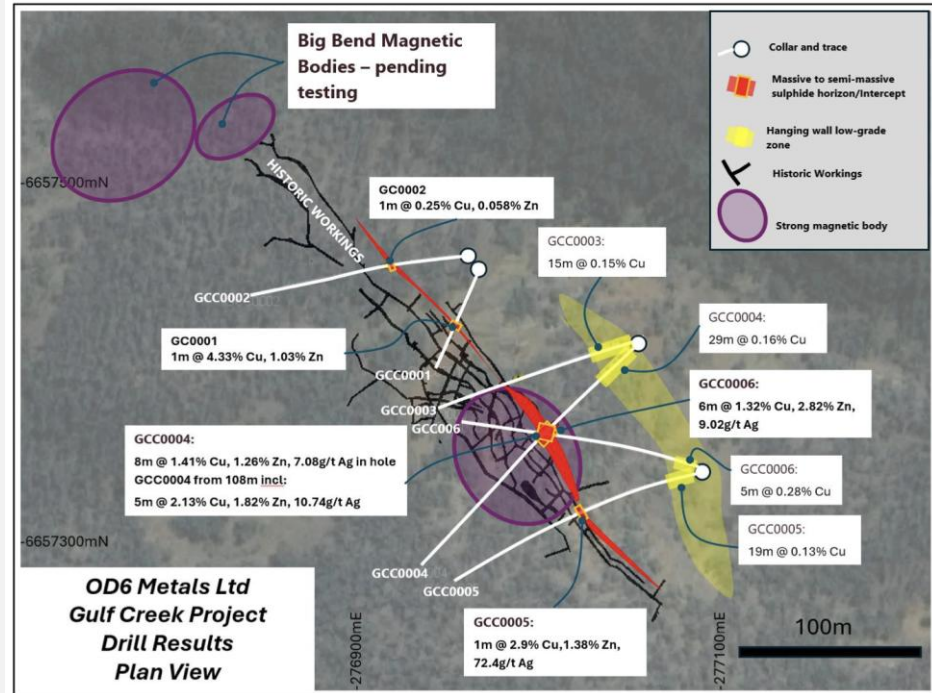 Big Bend Magnetic
Bodies – pending
testing
Collar and trace
Massive to semi-massive
sulphide horizon/Intercept
Hanging wall low-grade
zone
Historic Workings
Strong magnetic body
-6657500mN
HISTORIC WORKINGS
GC0002
1m @ 0.25% Cu, 0.058% Zn
GCC0003:
15m @ 0.15% Cu
GCC0002
GCC0004:
29m @ 0.16% Cu
GC0001
1m @ 4.33% Cu, 1.03% Zn
GCC0001
GCC0003
GCC006
GCC0006:
6m @ 1.32% Cu, 2.82% Zn,
9.02g/t Ag
GCC0004:
8m @ 1.41% Cu, 1.26% Zn, 7.08g/t Ag in hole
GCC0004 from 108m incl:
5m @ 2.13% Cu, 1.82% Zn, 10.74g/t Ag
GCC0006:
5m @ 0.28% Cu
GCC0005:
19m @ 0.13% Cu
-6657300mN
GCC0004
GCC0005
OD6 Metals Ltd
Gulf Creek Project
Drill Results
Plan View
-276900mE
GCC0005:
1m @ 2.9% Cu,1.38% Zn,
72.4g/t Ag
-277100mE
100m